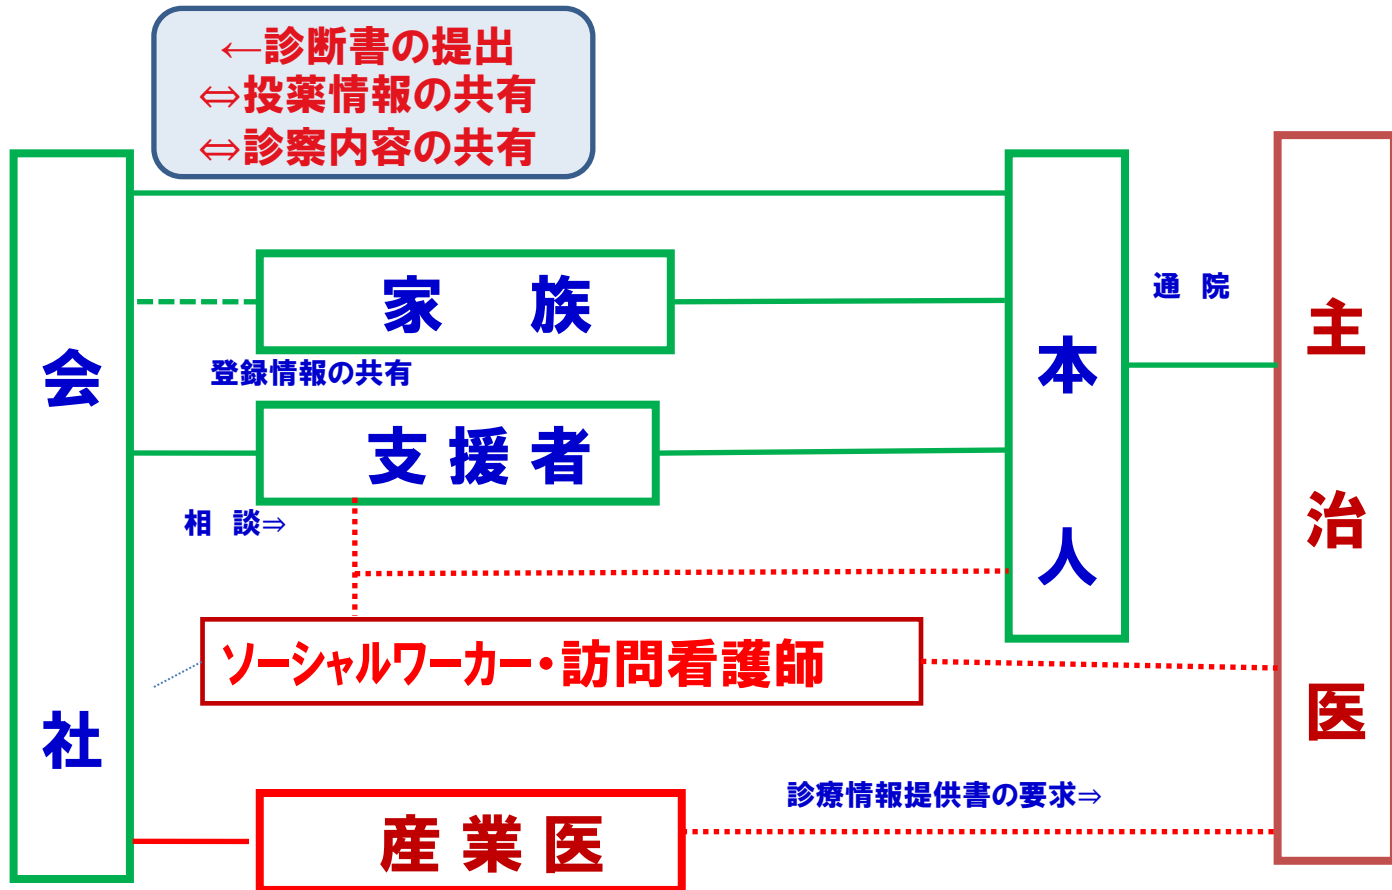 ←診断書の提出
⇔投薬情報の共有
⇔診察内容の共有
会社
家族
登録情報の共有
支援者
相談⇒
ソーシャルワーカー・訪問看護師
産業医
本人
通院
診療情報提供書の要求⇒
主治医